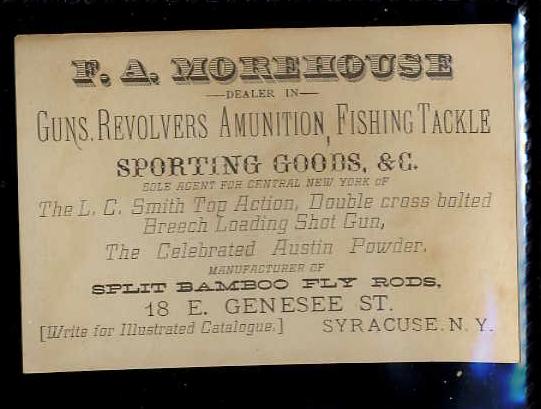 F. A. MOREHOUSE
—DEALER IN—
GUNS. REVOLVERS AMUNITION, FISHING TACKLE
SPORTING GOODS, &C.
SOLE AGENT FOR CENTRAL NEW YORK OF
The L. C. Smith Top Action, Double cross bolted
Breech Loading Shot Gun,
The Celebrated Austin Powder.
MANUFACTURER OF
SPLIT BAMBOO FLY RODS,
18 E. GENESEE ST.
[Write for Illustrated Catalogue.] SYRACUSE. N. Y.